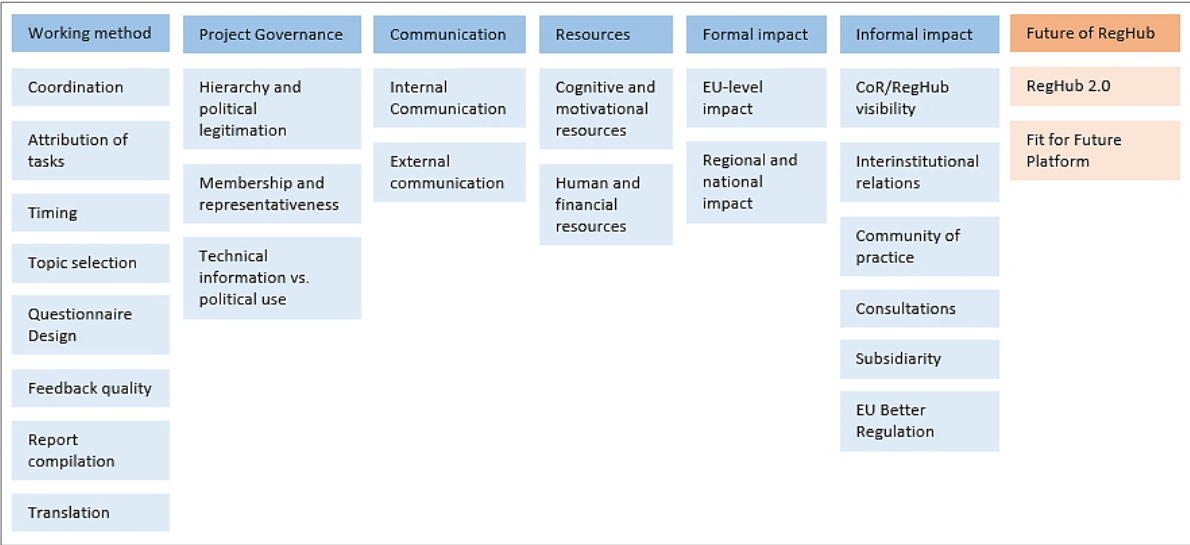 Working method
Coordination
Attribution of
tasks
Timing
Topic selection
Questionnaire
Design
Feedback quality
Report
compilation
Translation
Project Governance
Hierarchy and
political
legitimation
Membership and
representativeness
Technical
information vs.
political use
Communication
Internal
Communication
External
communication
Resources
Cognitive and
motivational
resources
Human and
financial
resources
Formal impact
EU-level
impact
Regional and
national
impact
Informal impact
CoR/RegHub
visibility
Interinstitutional
relations
Community of
practice
Consultations
Subsidiarity
EU Better
Regulation
Future of RegHub
RegHub 2.0
Fit for Future
Platform